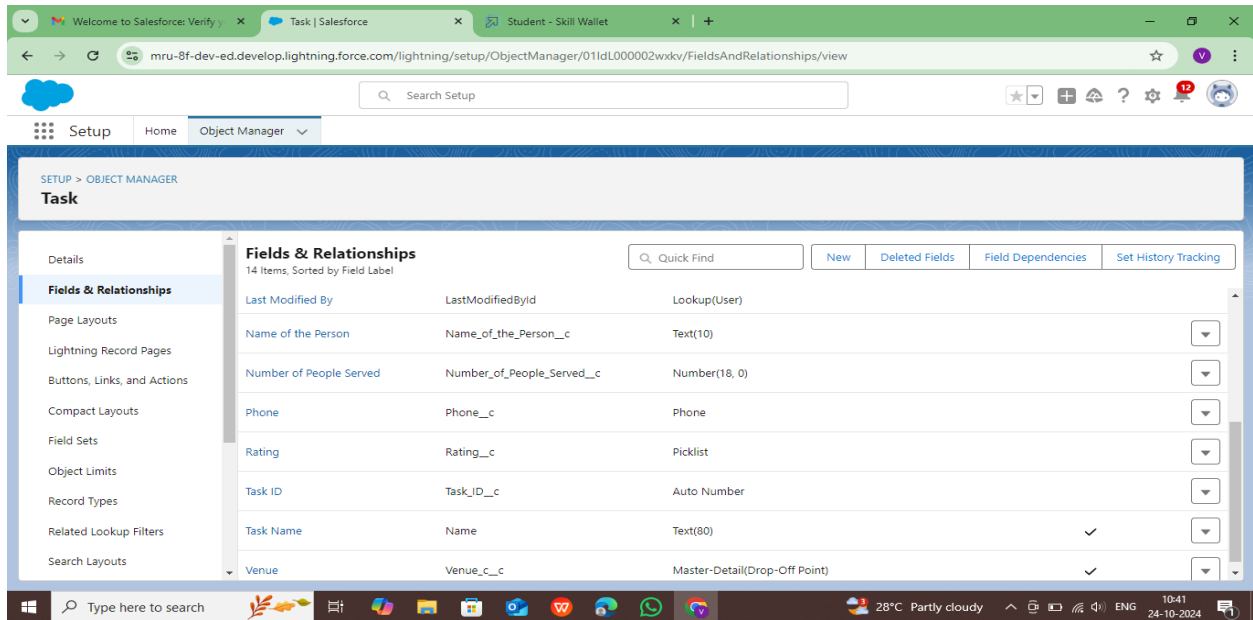 Welcome to Salesforce: Verify y
Task | Salesforce
Student - Skill Wallet
mru-8f-dev-ed.develop.lightning.force.com/lightning/setup/ObjectManager/01IdL000002wxkv/FieldsAndRelationships/view
V
Search Setup
12
Setup Home Object Manager
SETUP > OBJECT MANAGER
Task
Details
Fields & Relationships
Page Layouts
Lightning Record Pages
Buttons, Links, and Actions
Compact Layouts
Field Sets
Object Limits
Record Types
Related Lookup Filters
Search Layouts
Fields & Relationships
14 Items, Sorted by Field Label
Quick Find New Deleted Fields Field Dependencies Set History Tracking
Last Modified By LastModifiedById Lookup(User)
Name of the Person Name_of_the_Person__c Text(10)
Number of People Served Number_of_People_Served__c Number(18, 0)
Phone Phone__c Phone
Rating Rating__c Picklist
Task ID Task_ID__c Auto Number
Task Name Name Text(80)
Venue Venue_c__c Master-Detail(Drop-Off Point)
Type here to search
28°C Partly cloudy
ENG
10:41
24-10-2024